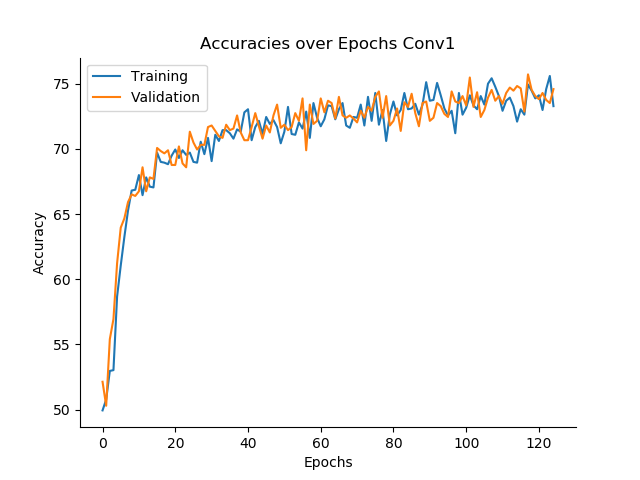 Accuracies over Epochs Conv1
Training
Validation
75
70
65
60
55
50
Accuracy
0 20 40 60 80 100 120
Epochs